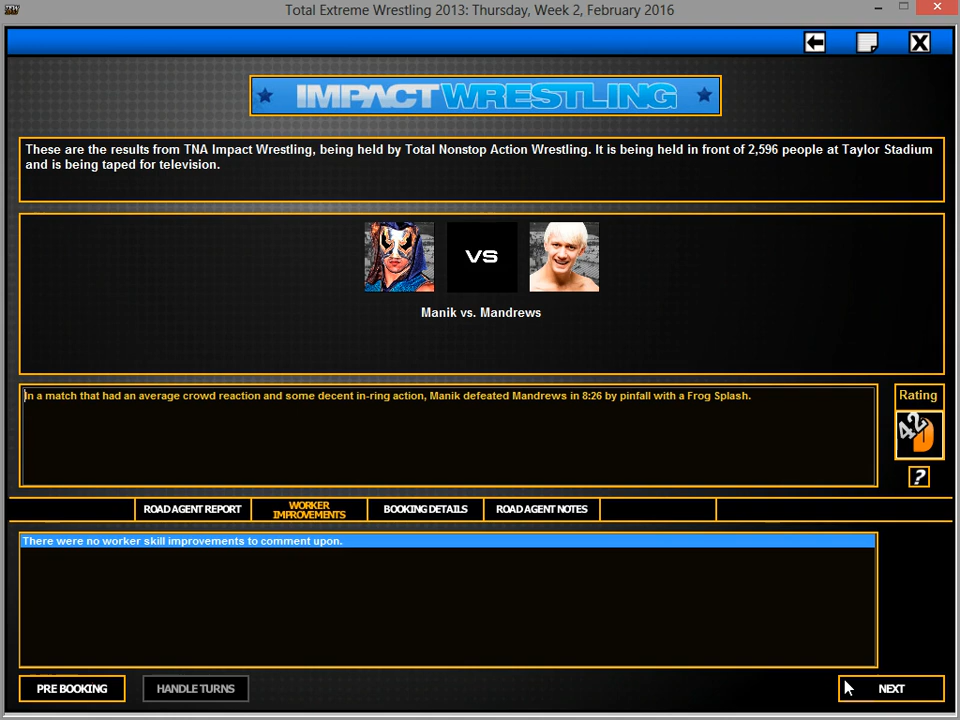 Total Extreme Wrestling 2013: Thursday, Week 2, February 2016
IMPACT WRESTLING
These are the results from TNA Impact Wrestling, being held by Total Nonstop Action Wrestling. It is being held in front of 2,596 people at Taylor Stadium
and is being taped for television.
VS
Manik vs. Mandrews
In a match that had an average crowd reaction and some decent in-ring action, Manik defeated Mandrews in 8:26 by pinfall with a Frog Splash.
Rating
42 D
?
ROAD AGENT REPORT
WORKER
IMPROVEMENTS
BOOKING DETAILS
ROAD AGENT NOTES
There were no worker skill improvements to comment upon.
PRE BOOKING
HANDLE TURNS
NEXT